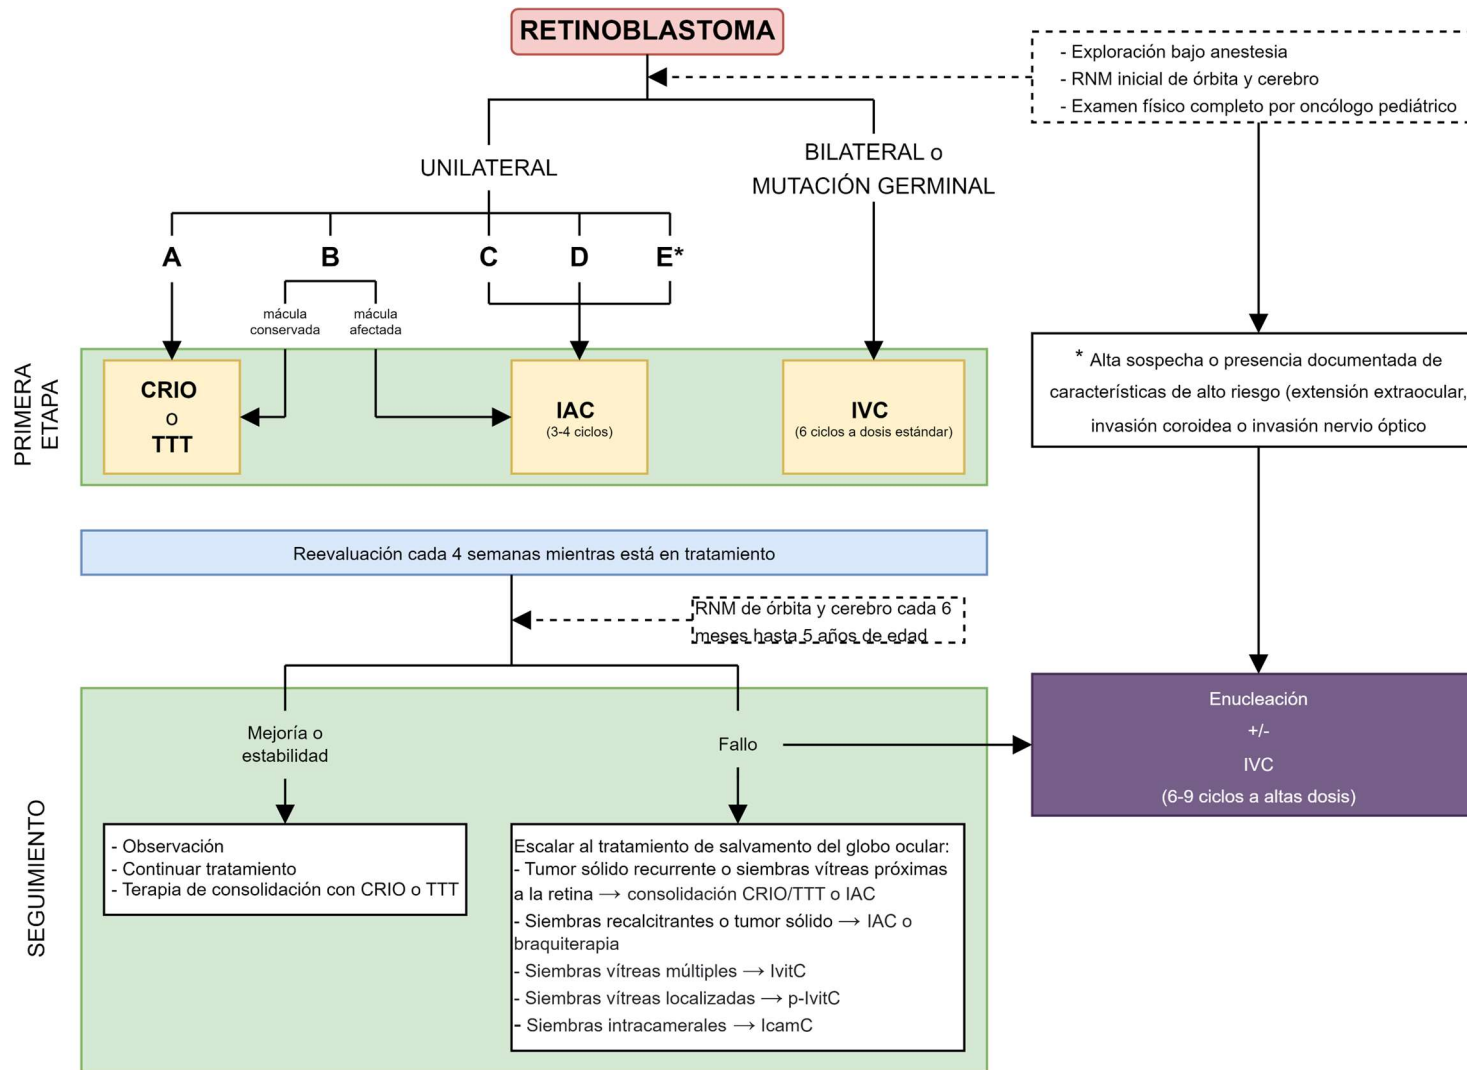 RETINOBLASTOMA
- Exploración bajo anestesia
- RNM inicial de órbita y cerebro
- Examen físico completo por oncólogo pediátrico
UNILATERAL
BILATERAL o
MUTACIÓN GERMINAL
A
B
C
D
E*
mácula
conservada
mácula
afectada
PRIMERA
ETAPA
CRIO
o
TTT
IAC
(3-4 ciclos)
IVC
(6 ciclos a dosis estándar)
* Alta sospecha o presencia documentada de
características de alto riesgo (extensión extraocular,
invasión coroidea o invasión nervio óptico
Reevaluación cada 4 semanas mientras está en tratamiento
RNM de órbita y cerebro cada 6
meses hasta 5 años de edad
SEGUIMIENTO
Mejoría o
estabilidad
Fallo
Enucleación
+/-
IVC
(6-9 ciclos a altas dosis)
- Observación
- Continuar tratamiento
- Terapia de consolidación con CRIO o TTT
Escalar al tratamiento de salvamento del globo ocular:
- Tumor sólido recurrente o siembras vítreas próximas
a la retina → consolidación CRIO/TTT o IAC
- Siembras recalcitrantes o tumor sólido → IAC o
braquiterapia
- Siembras vítreas múltiples → IvitC
- Siembras vítreas localizadas → p-IvitC
- Siembras intracamerales → IcamC